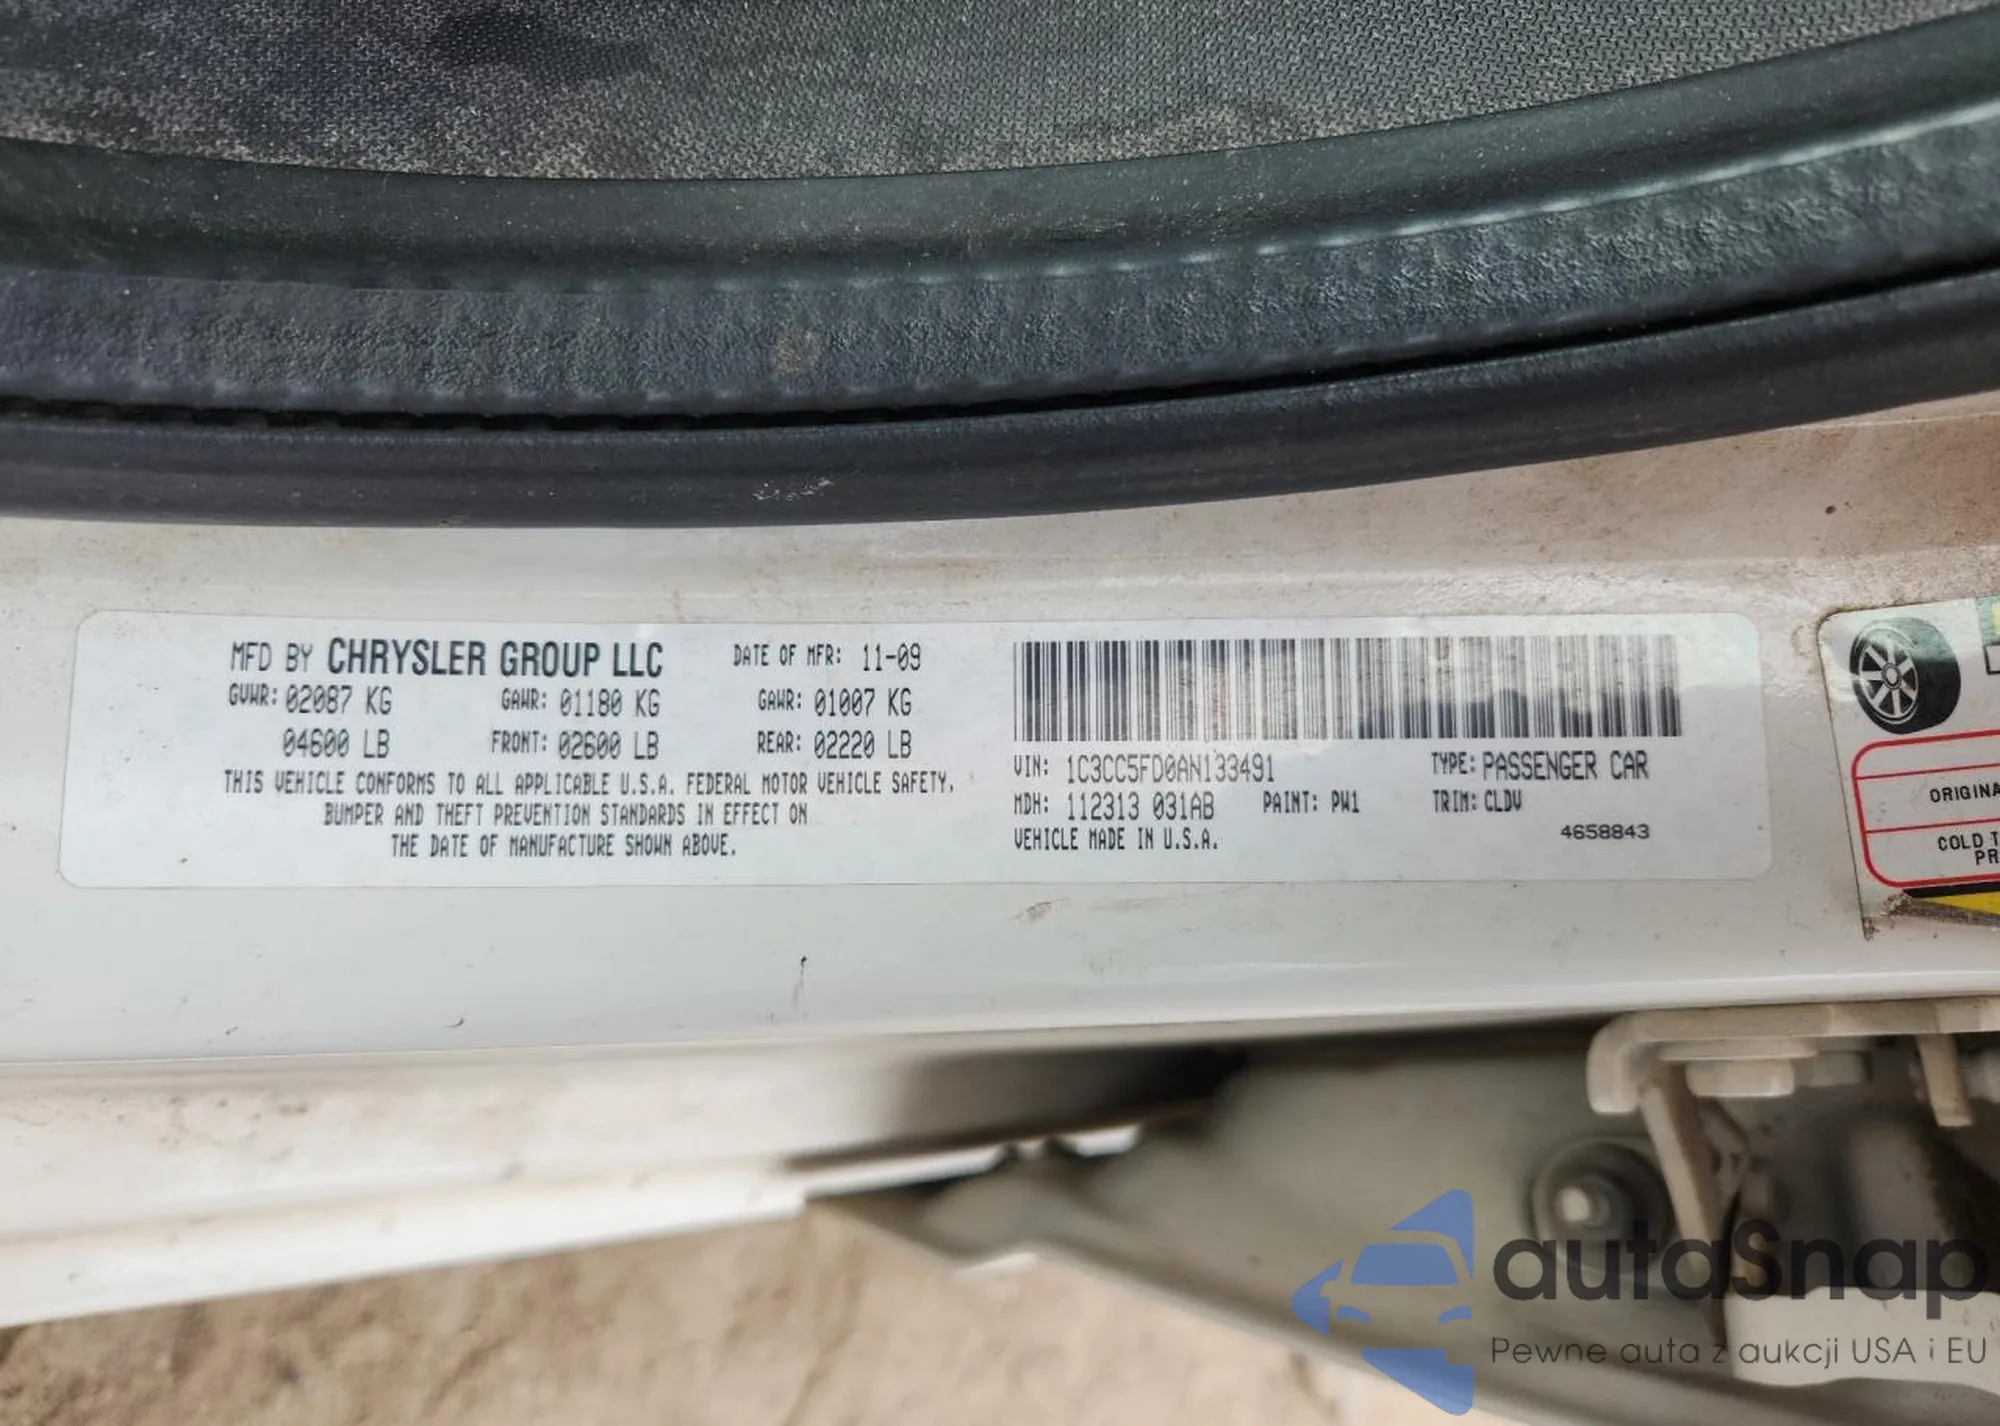 MFD BY CHRYSLER GROUP LLC DATE OF MFR: 11-09
GVWR: 02087 KG GAWR: 01180 KG GAWR: 01007 KG
04600 LB FRONT: 02600 LB REAR: 02220 LB
THIS VEHICLE CONFORMS TO ALL APPLICABLE U.S.A. FEDERAL MOTOR VEHICLE SAFETY,
BUMPER AND THEFT PREVENTION STANDARDS IN EFFECT ON
THE DATE OF MANUFACTURE SHOWN ABOVE.
VIN: 1C3CC5FD0AN133491 TYPE: PASSENGER CAR
MDH: 112313 031AB PAINT: PW1 TRIM: CLDV
VEHICLE MADE IN U.S.A. 4658843
ORIGINA
COLD T
PR
autaSnap
Pewne auta z aukcji USA i EU